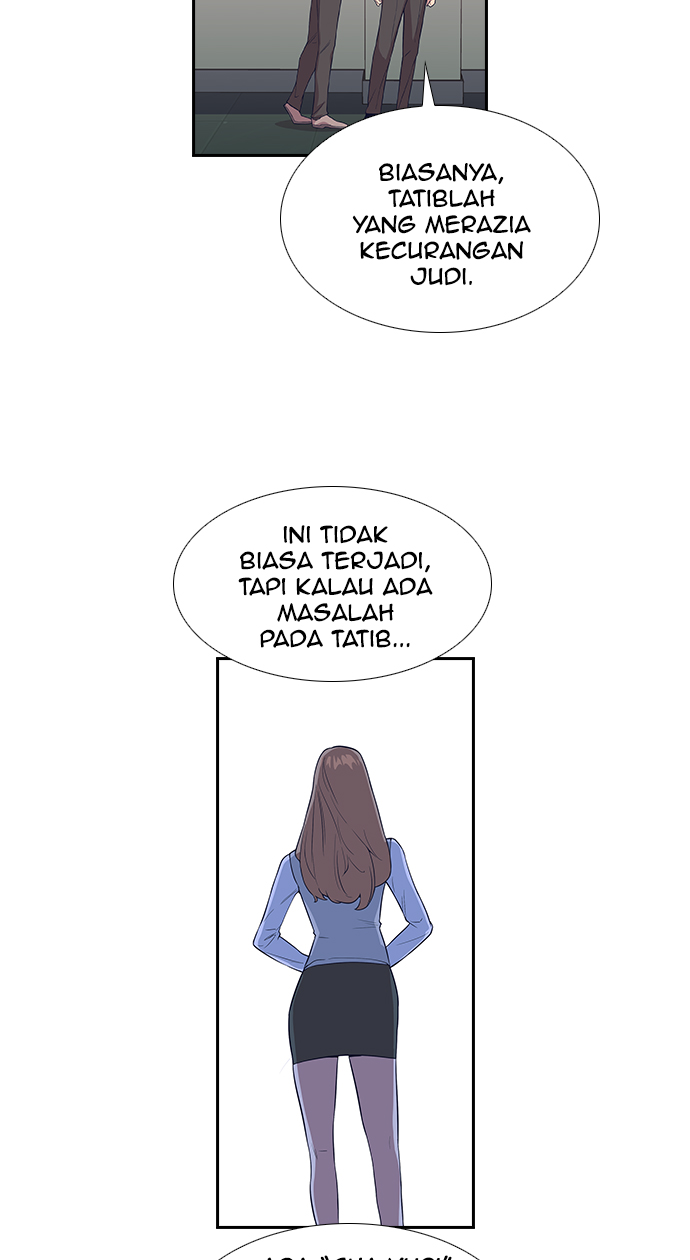 BIASANYA,
TATIBLAH
YANG MERAZIA
KECURANGAN
JUDI.
INI TIDAK
BIASA TERJADI,
TAPI KALAU ADA
MASALAH
PADA TATIB...